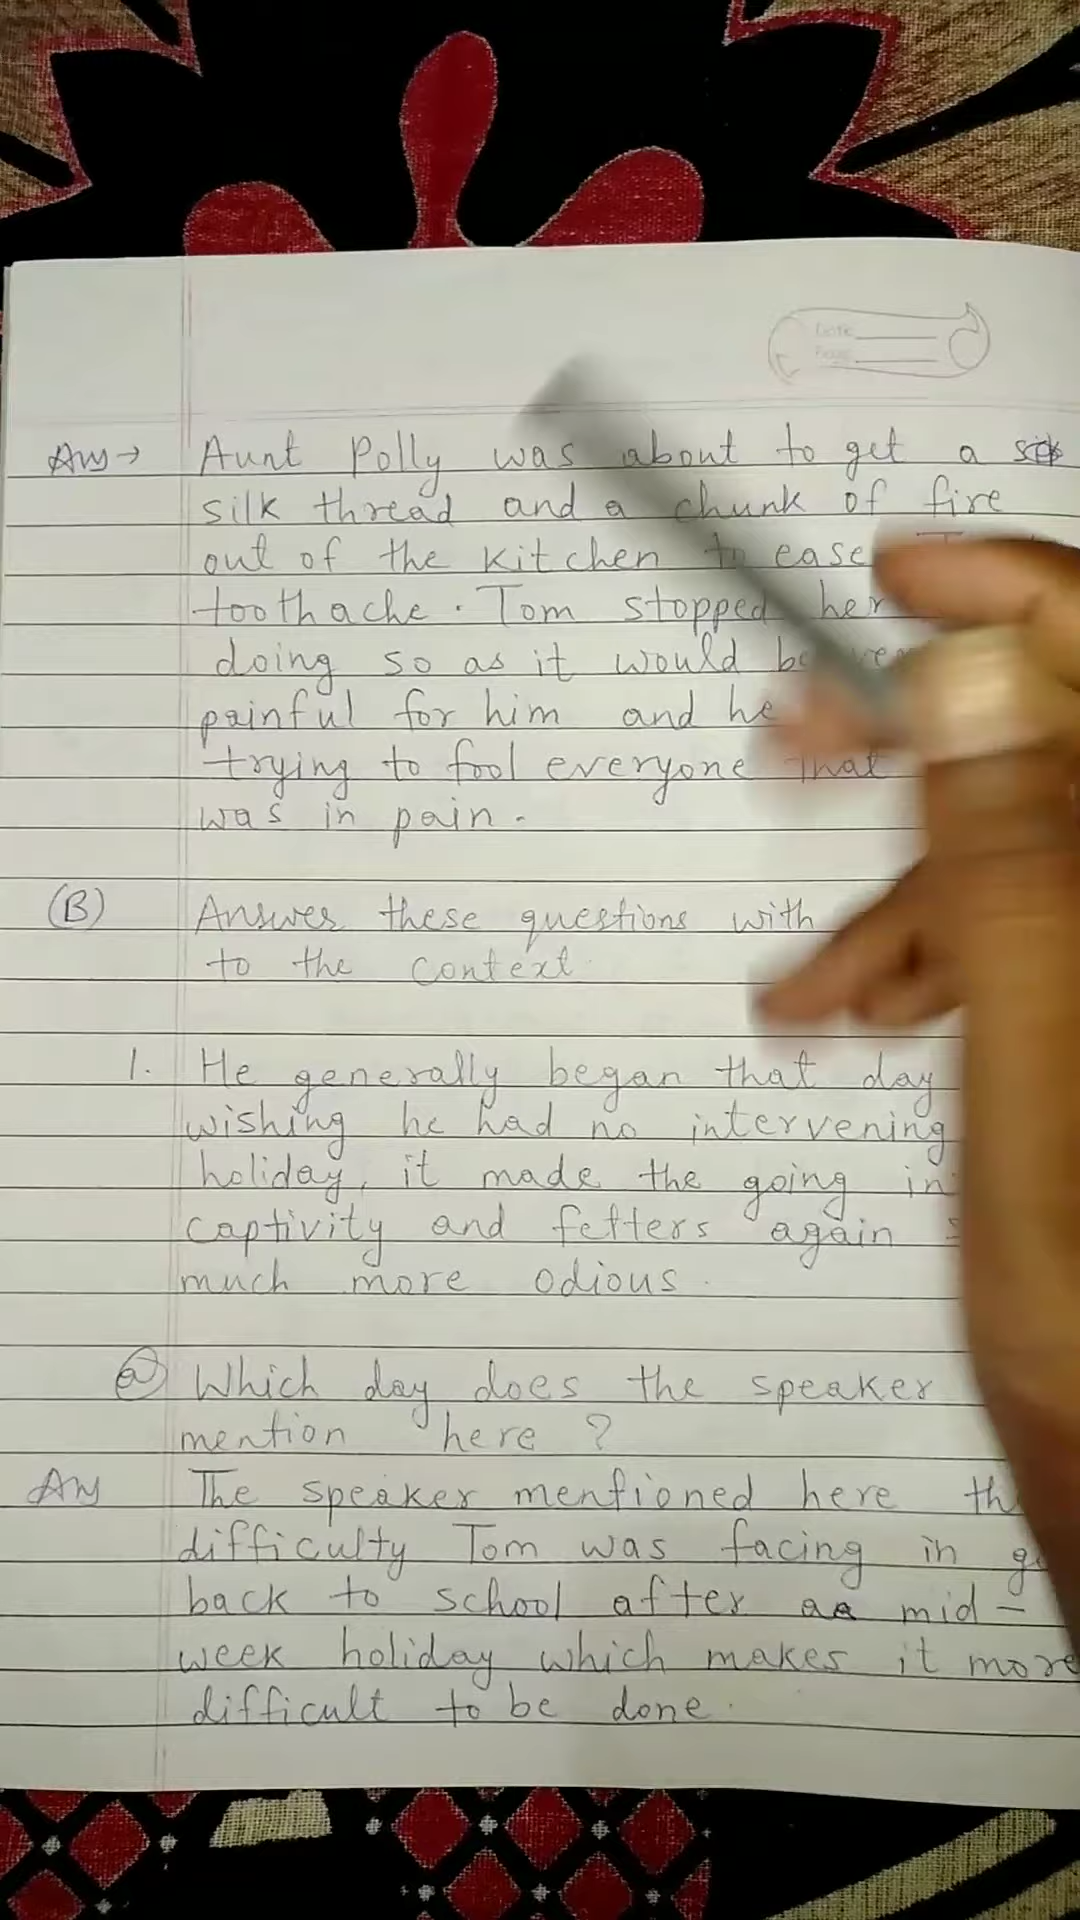 Date
Page
Ans → Aunt Polly was about to get a
silk thread and a chunk of fire
out of the kitchen to ease
toothache. Tom stopped her
doing so as it would be
painful for him and he
trying to fool everyone that
was in pain.
(B) Answer these questions with
to the context.
1. He generally began that day
wishing he had no intervening
holiday, it made the going in
captivity and fetters again
much more odious.
(a) Which day does the speaker
mention here ?
Ans The speaker mentioned here
difficulty Tom was facing in
back to school after a mid-
week holiday which makes it more
difficult to be done.